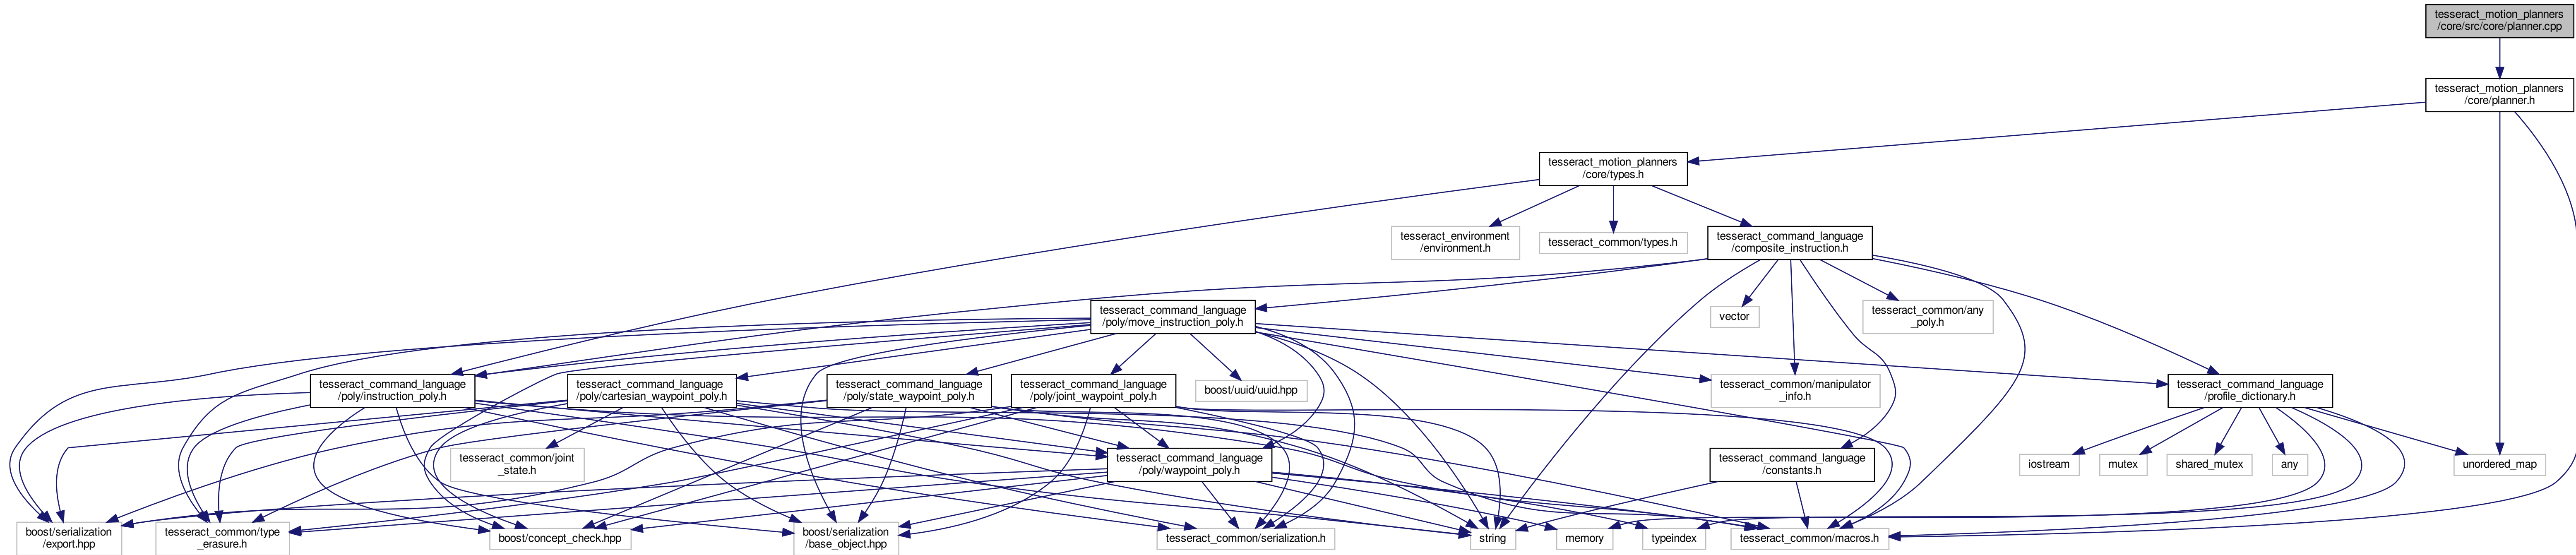 tesseract_motion_planners
/core/src/core/planner.cpp
tesseract_motion_planners
/core/planner.h
tesseract_motion_planners
/core/types.h
tesseract_environment
/environment.h
tesseract_common/types.h
tesseract_command_language
/composite_instruction.h
tesseract_command_language
/poly/move_instruction_poly.h
vector
tesseract_common/any
_poly.h
tesseract_command_language
/poly/instruction_poly.h
tesseract_command_language
/poly/cartesian_waypoint_poly.h
tesseract_command_language
/poly/state_waypoint_poly.h
tesseract_command_language
/poly/joint_waypoint_poly.h
boost/uuid/uuid.hpp
tesseract_common/manipulator
_info.h
tesseract_command_language
/profile_dictionary.h
tesseract_common/joint
_state.h
tesseract_command_language
/poly/waypoint_poly.h
tesseract_command_language
/constants.h
iostream
mutex
shared_mutex
any
unordered_map
boost/serialization
/export.hpp
tesseract_common/type
_erasure.h
boost/concept_check.hpp
boost/serialization
/base_object.hpp
tesseract_common/serialization.h
string
memory
typeindex
tesseract_common/macros.h